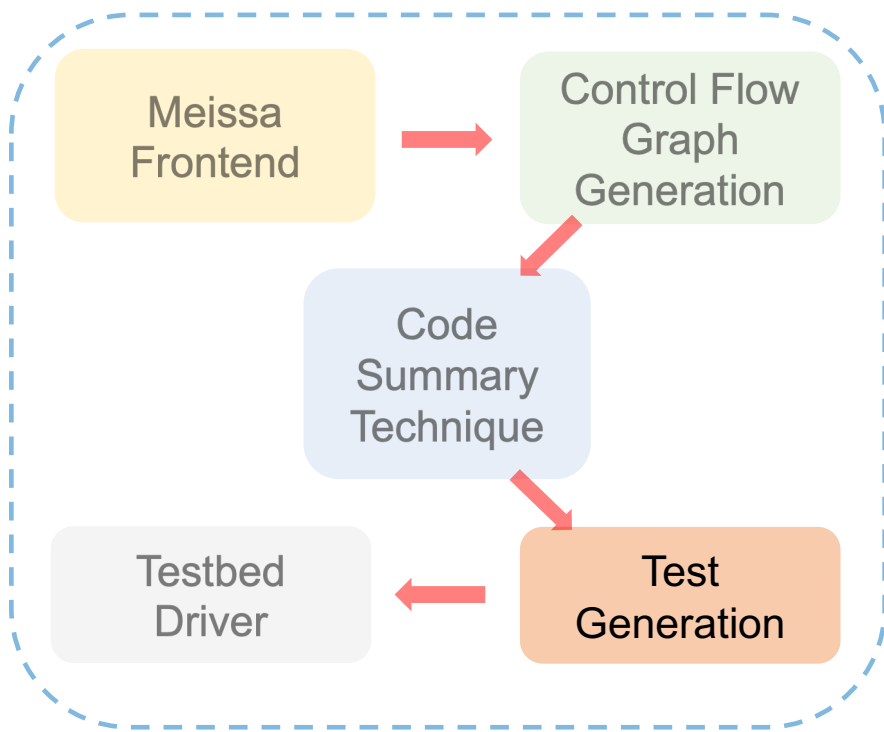 Meissa
Frontend
Control Flow
Graph
Generation
Code
Summary
Technique
Testbed
Driver
Test
Generation